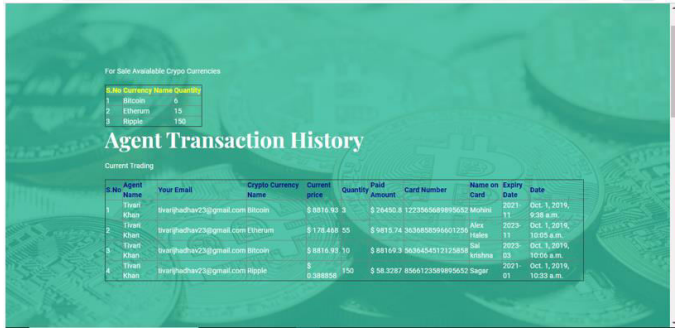 For Sale Avaialable Crypo Currencies
S.No Currency Name Quantity
1 Bitcoin 6
2 Etherum 15
3 Ripple 150
Agent Transaction History
Current Trading
S.No Agent Name Your Email Crypto Currency Name Current price Quantity Paid Amount Card Number Name on Card Expiry Date Date
1 Tivari Khan tivarijhadhav23@gmail.com Bitcoin $ 8816.93 3 $ 26450.8 1223565689895652 Mohini 2021-11 Oct. 1, 2019, 9:38 a.m.
2 Tivari Khan tivarijhadhav23@gmail.com Etherum $ 178.468 55 $ 9815.74 3636858596601256 Alex Hales 2023-11 Oct. 1, 2019, 10:05 a.m.
3 Tivari Khan tivarijhadhav23@gmail.com Bitcoin $ 8816.93 10 $ 88169.3 5636454512125858 Sai krishna 2023-03 Oct. 1, 2019, 10:06 a.m.
4 Tivari Khan tivarijhadhav23@gmail.com Ripple $ 0.388858 150 $ 58.3287 8566123589895652 Sagar 2021-01 Oct. 1, 2019, 10:33 a.m.